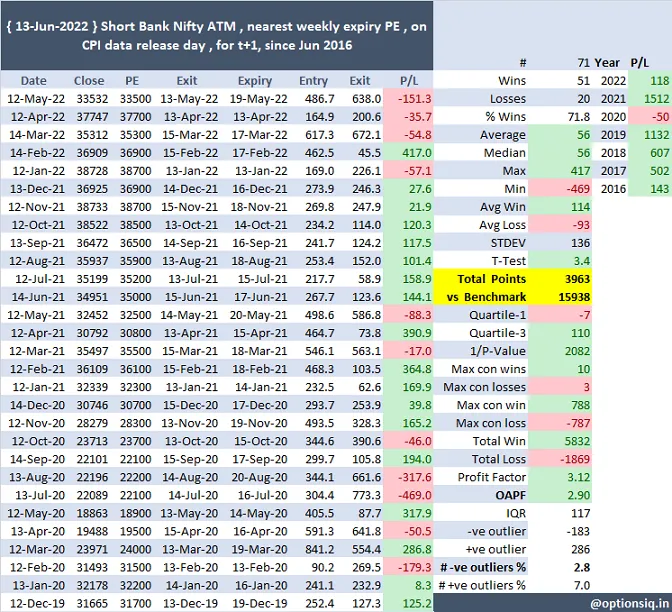 { 13-Jun-2022 } Short Bank Nifty ATM , nearest weekly expiry PE , on
CPI data release day , for t+1, since Jun 2016
Date Close PE Exit Expiry Entry Exit P/L
12-May-22 33532 33500 13-May-22 19-May-22 486.7 638.0 -151.3
12-Apr-22 37747 37700 13-Apr-22 13-Apr-22 164.9 200.6 -35.7
14-Mar-22 35312 35300 15-Mar-22 17-Mar-22 617.3 672.1 -54.8
14-Feb-22 36909 36900 15-Feb-22 17-Feb-22 462.5 45.5 417.0
12-Jan-22 38728 38700 13-Jan-22 13-Jan-22 169.0 226.1 -57.1
13-Dec-21 36925 36900 14-Dec-21 16-Dec-21 273.9 246.3 27.6
12-Nov-21 38733 38700 15-Nov-21 18-Nov-21 269.8 247.9 21.9
12-Oct-21 38522 38500 13-Oct-21 14-Oct-21 234.2 114.0 120.3
13-Sep-21 36472 36500 14-Sep-21 16-Sep-21 241.7 124.2 117.5
12-Aug-21 35937 35900 13-Aug-21 18-Aug-21 253.4 152.0 101.4
12-Jul-21 35199 35200 13-Jul-21 15-Jul-21 217.7 58.9 158.9
14-Jun-21 34951 35000 15-Jun-21 17-Jun-21 267.7 123.6 144.1
12-May-21 32452 32500 14-May-21 20-May-21 498.6 586.8 -88.3
12-Apr-21 30792 30800 13-Apr-21 15-Apr-21 464.7 73.8 390.9
12-Mar-21 35497 35500 15-Mar-21 18-Mar-21 546.1 563.1 -17.0
12-Feb-21 36109 36100 15-Feb-21 18-Feb-21 468.3 103.5 364.8
12-Jan-21 32339 32300 13-Jan-21 14-Jan-21 232.5 62.6 169.9
14-Dec-20 30746 30700 15-Dec-20 17-Dec-20 293.7 253.9 39.8
12-Nov-20 28279 28300 13-Nov-20 19-Nov-20 493.5 328.3 165.2
12-Oct-20 23713 23700 13-Oct-20 15-Oct-20 344.6 390.6 -46.0
14-Sep-20 22101 22100 15-Sep-20 17-Sep-20 299.7 105.8 194.0
13-Aug-20 22196 22200 14-Aug-20 20-Aug-20 344.1 661.6 -317.6
13-Jul-20 22089 22100 14-Jul-20 16-Jul-20 304.4 773.3 -469.0
12-May-20 18863 18900 13-May-20 14-May-20 405.5 87.7 317.9
13-Apr-20 19488 19500 15-Apr-20 16-Apr-20 591.3 641.8 -50.5
12-Mar-20 23971 24000 13-Mar-20 19-Mar-20 841.2 554.4 286.8
12-Feb-20 31493 31500 13-Feb-20 13-Feb-20 90.2 269.5 -179.3
13-Jan-20 32178 32200 14-Jan-20 16-Jan-20 241.1 232.9 8.3
12-Dec-19 31665 31700 13-Dec-19 19-Dec-19 252.4 127.3 125.2
# 71 Year P/L
Wins 51 2022 118
Losses 20 2021 1512
% Wins 71.8 2020 -50
Average 56 2019 1132
Median 56 2018 607
Max 417 2017 502
Min -469 2016 143
Avg Win 114
Avg Loss -93
STDEV 136
T-Test 3.4
Total Points 3963
vs Benchmark 15938
Quartile-1 -7
Quartile-3 110
1/P-Value 2082
Max con wins 10
Max con losses 3
Max con win 788
Max con loss -787
Total Win 5832
Total Loss -1869
Profit Factor 3.12
OAPF 2.90
IQR 117
-ve outlier -183
+ve outlier 286
# -ve outliers % 2.8
# +ve outliers % 7.0
@optionsiq.in